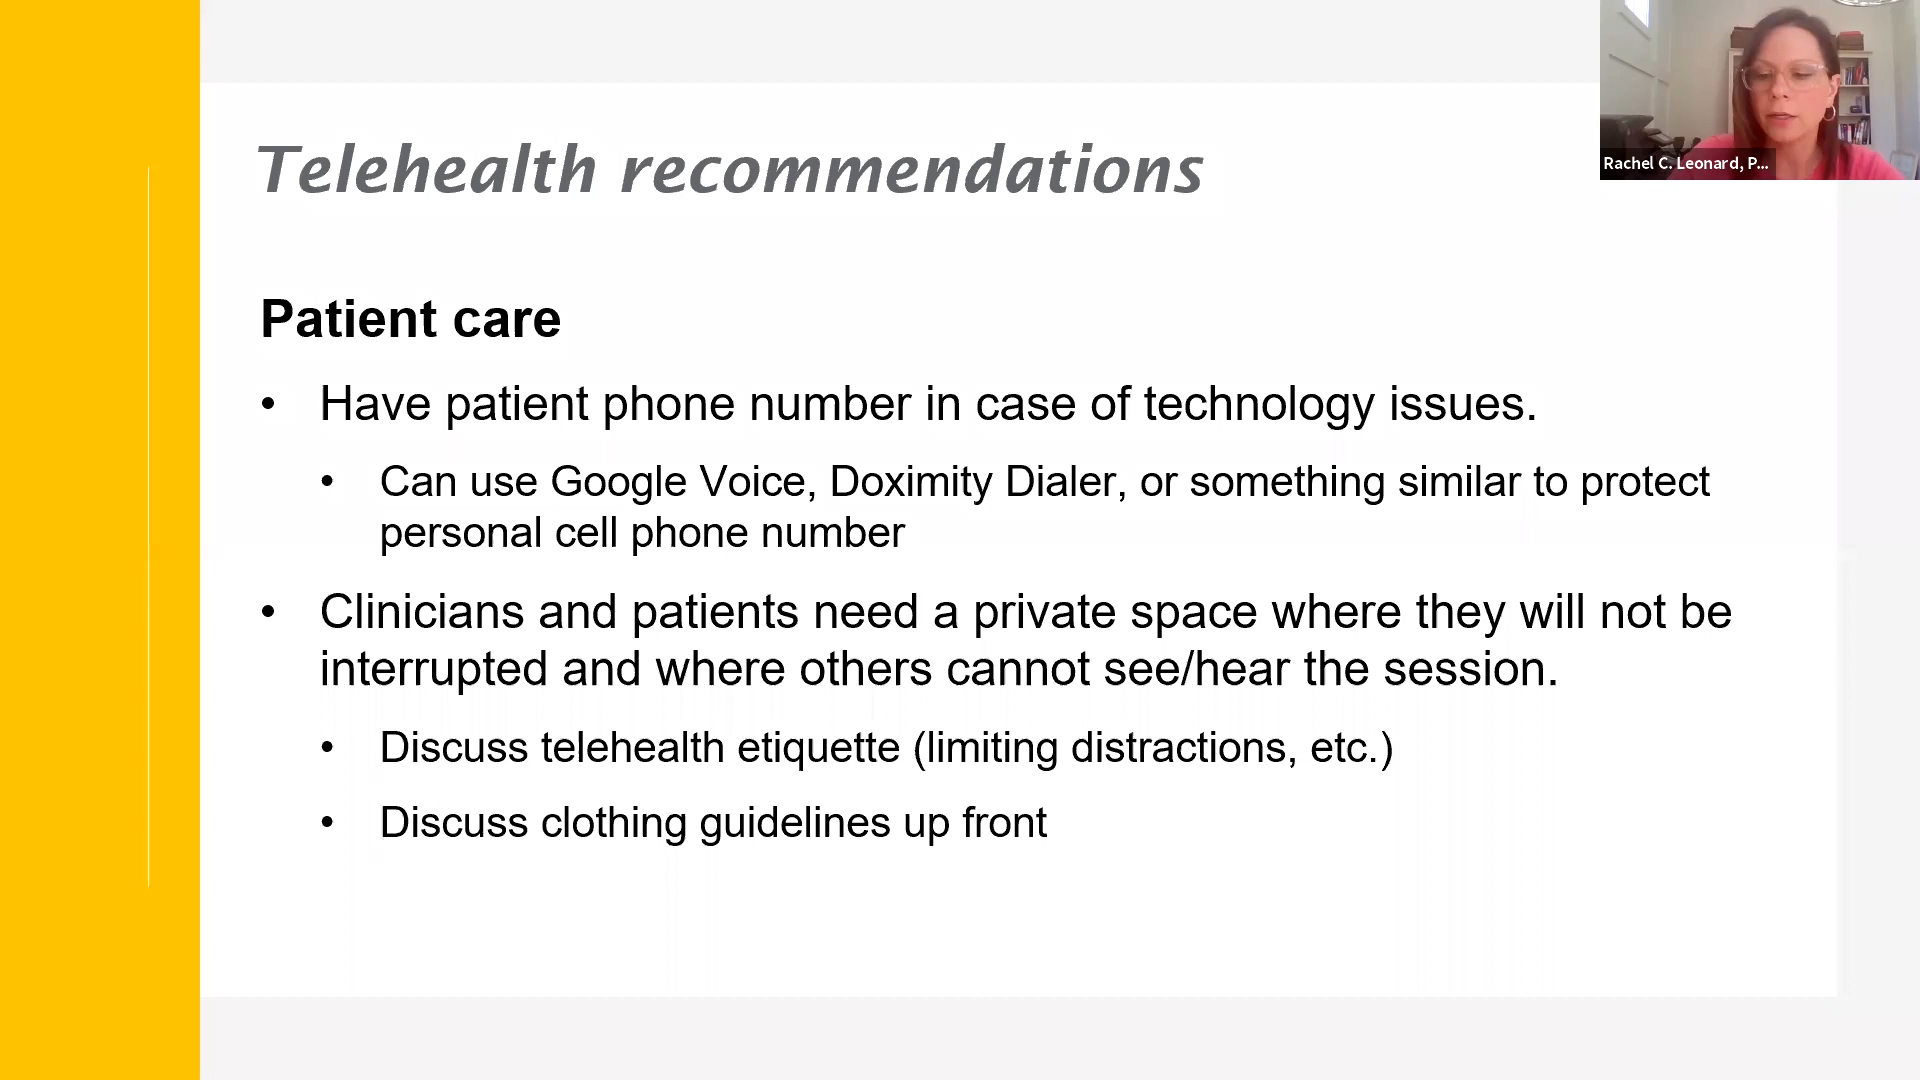 Telehealth recommendations
Rachel C. Leonard, P...
Patient care
• Have patient phone number in case of technology issues.
• Can use Google Voice, Doximity Dialer, or something similar to protect
personal cell phone number
• Clinicians and patients need a private space where they will not be
interrupted and where others cannot see/hear the session.
• Discuss telehealth etiquette (limiting distractions, etc.)
• Discuss clothing guidelines up front